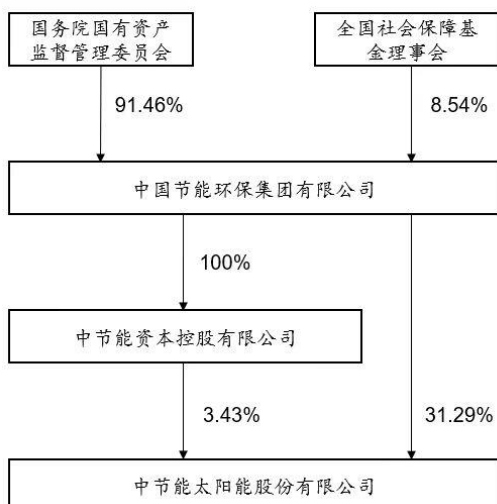 国务院国有资产
监督管理委员会
全国社会保障基
金理事会
91.46%
8.54%
中国节能环保集团有限公司
100%
中节能资本控股有限公司
3.43%
31.29%
中节能太阳能股份有限公司